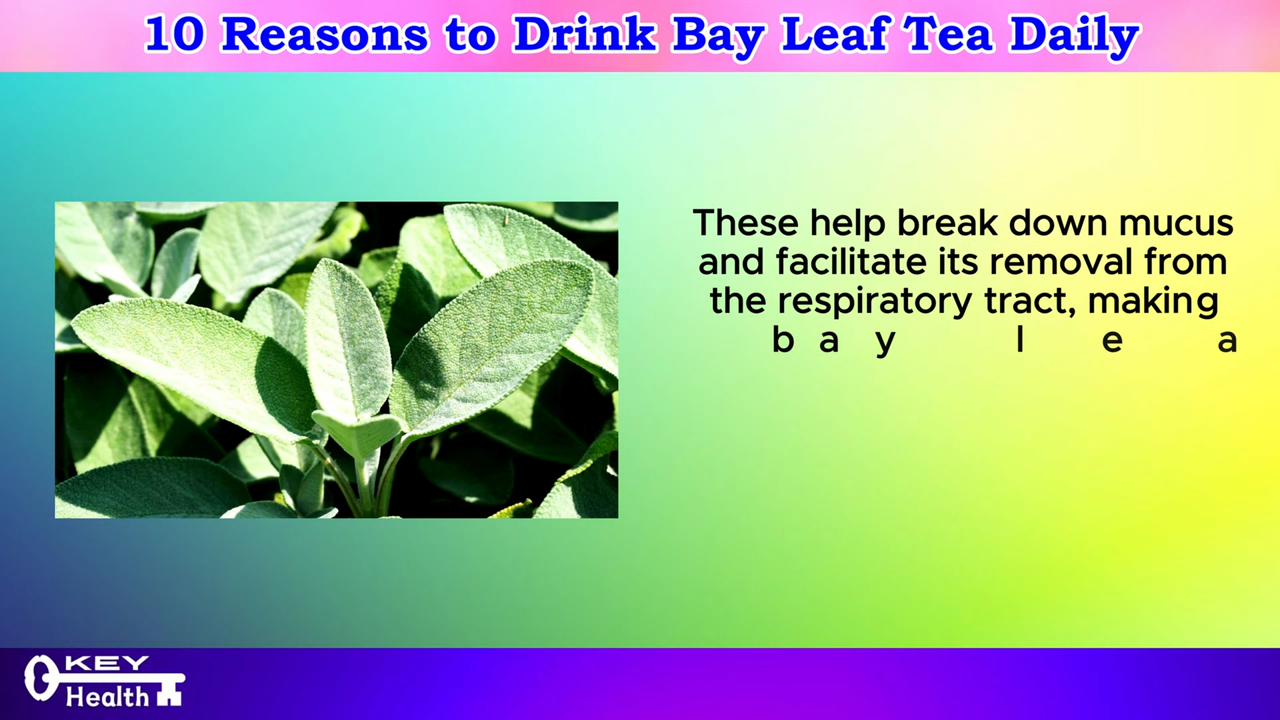 10 Reasons to Drink Bay Leaf Tea Daily
These help break down mucus
and facilitate its removal from
the respiratory tract, making
b a y l e a
KEY
Health